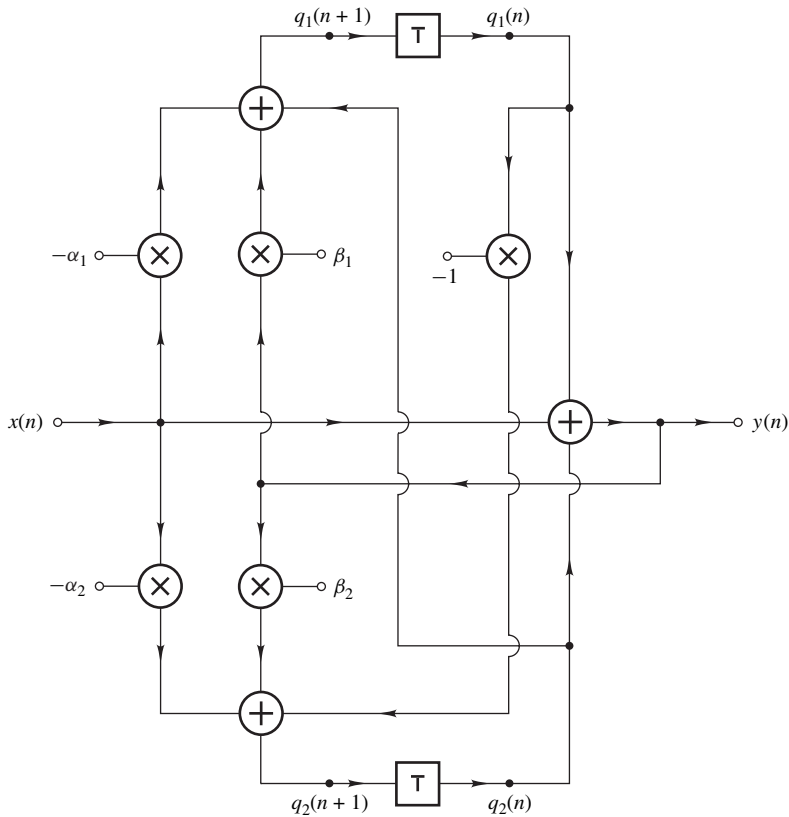 q₁(n + 1) T q₁(n)
+
−α₁ × × β₁ −1 ×
x(n) + y(n)
−α₂ × × β₂
+
q₂(n + 1) T q₂(n)